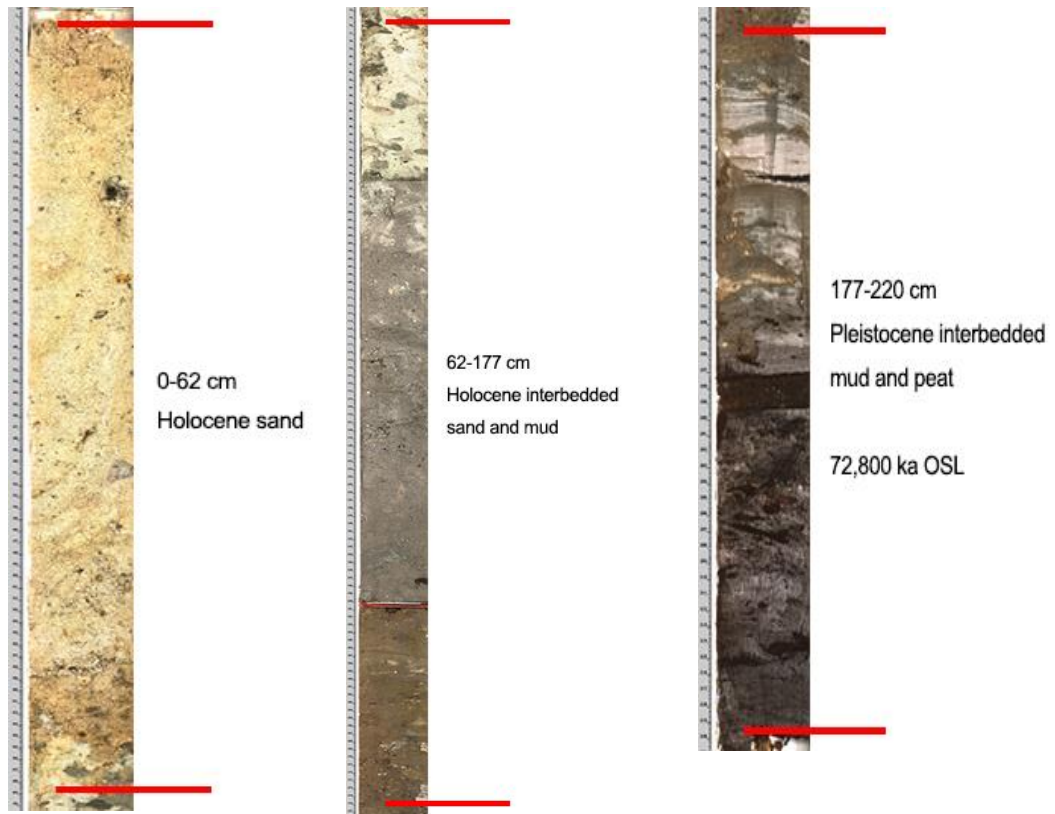 0-62 cm
Holocene sand
62-177 cm
Holocene interbedded
sand and mud
177-220 cm
Pleistocene interbedded
mud and peat
72,800 ka OSL